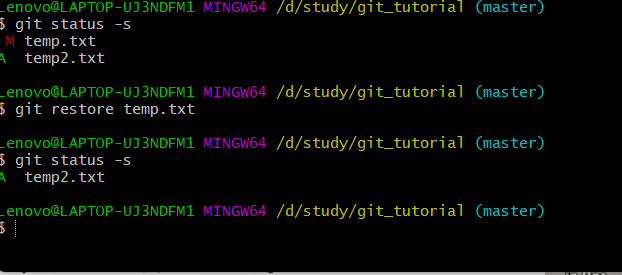 Lenovo@LAPTOP-UJ3NDFM1 MINGW64 /d/study/git_tutorial (master)
$ git status -s
 M temp.txt
A  temp2.txt
Lenovo@LAPTOP-UJ3NDFM1 MINGW64 /d/study/git_tutorial (master)
$ git restore temp.txt
Lenovo@LAPTOP-UJ3NDFM1 MINGW64 /d/study/git_tutorial (master)
$ git status -s
A  temp2.txt
Lenovo@LAPTOP-UJ3NDFM1 MINGW64 /d/study/git_tutorial (master)
$